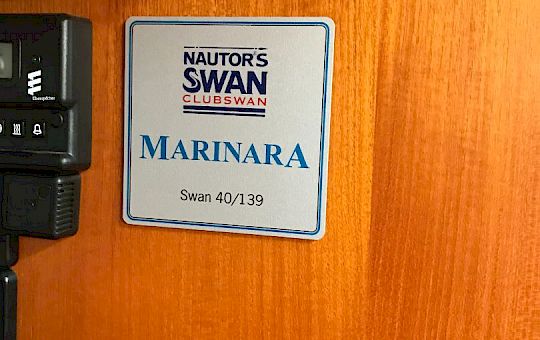 NAUTOR'S
SWAN
CLUBSWAN
MARINARA
Swan 40/139
Eberspächer